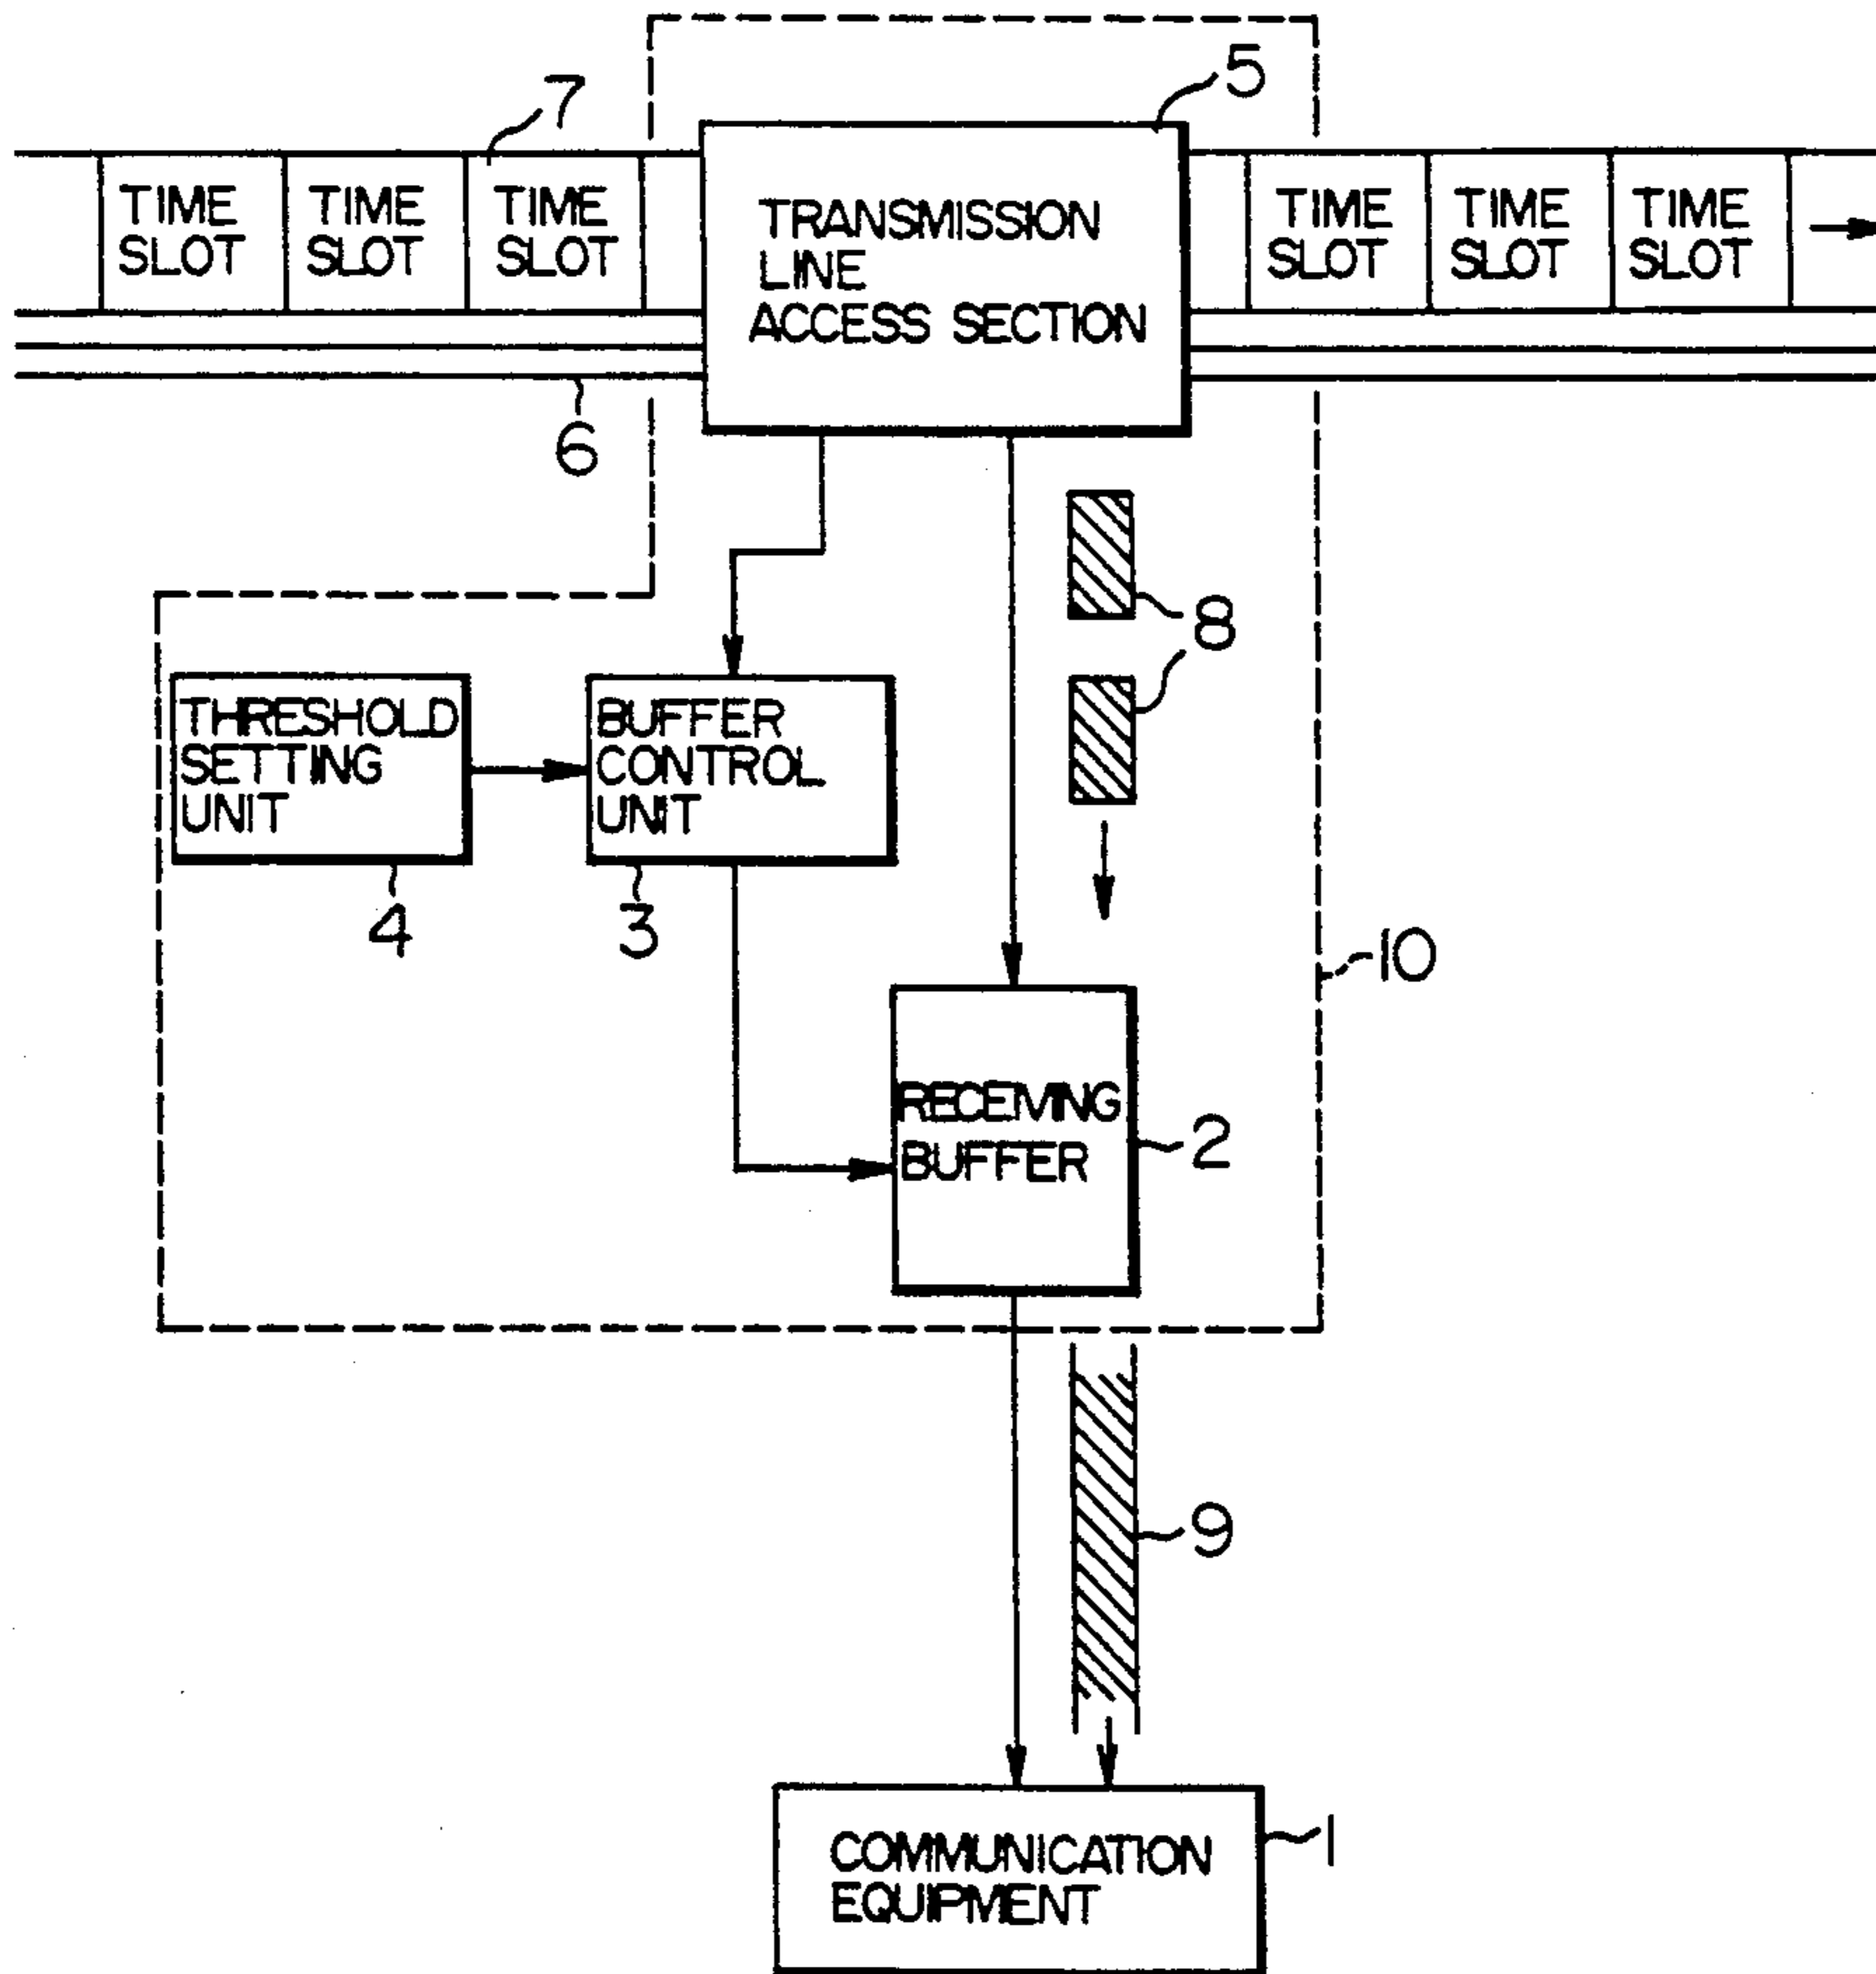 5
7
TIME
SLOT
TIME
SLOT
TIME
SLOT
TRANSMISSION
LINE
ACCESS SECTION
TIME
SLOT
TIME
SLOT
TIME
SLOT
6
8
THRESHOLD
SETTING
UNIT
BUFFER
CONTROL
UNIT
4
3
10
RECEIVING
BUFFER
2
9
COMMUNICATION
EQUIPMENT
1